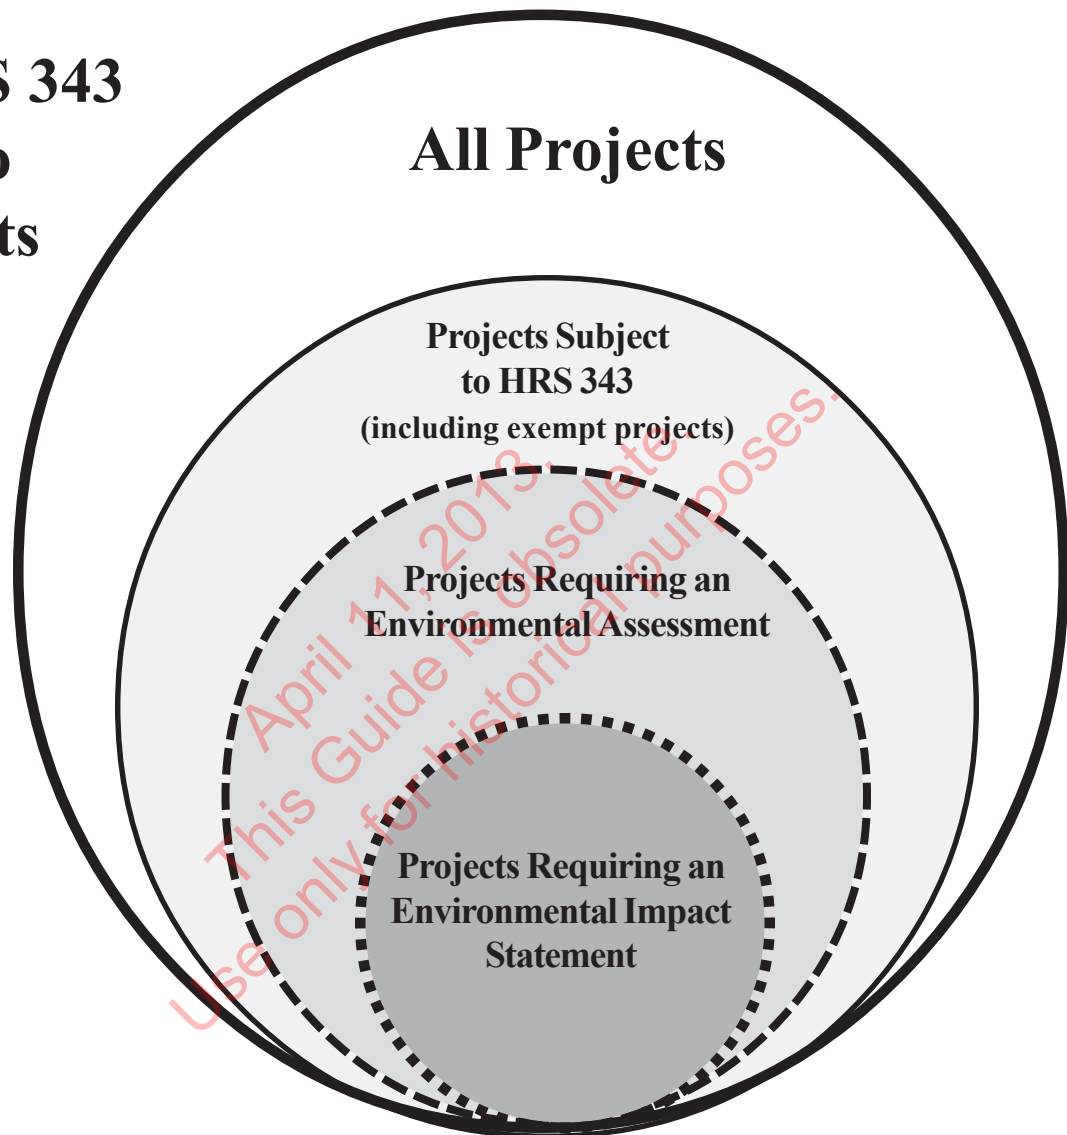 343
All Projects
Projects Subject
to HRS 343
(including exempt projects)
Projects Requiring an
Environmental Assessment
Projects Requiring an
Environmental Impact
Statement
April 11, 2013.
This Guide is obsolete.
Use only for historical purposes.